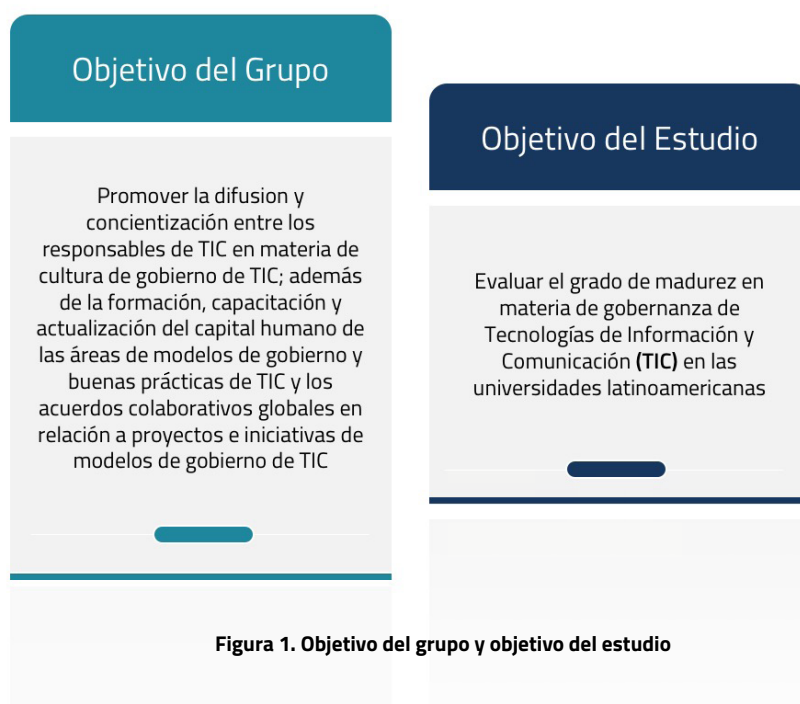 Objetivo del Grupo
Promover la difusion y
concientización entre los
responsables de TIC en materia de
cultura de gobierno de TIC; además
de la formación, capacitación y
actualización del capital humano de
las áreas de modelos de gobierno y
buenas prácticas de TIC y los
acuerdos colaborativos globales en
relación a proyectos e iniciativas de
modelos de gobierno de TIC
Objetivo del Estudio
Evaluar el grado de madurez en
materia de gobernanza de
Tecnologías de Información y
Comunicación (TIC) en las
universidades latinoamericanas
Figura 1. Objetivo del grupo y objetivo del estudio